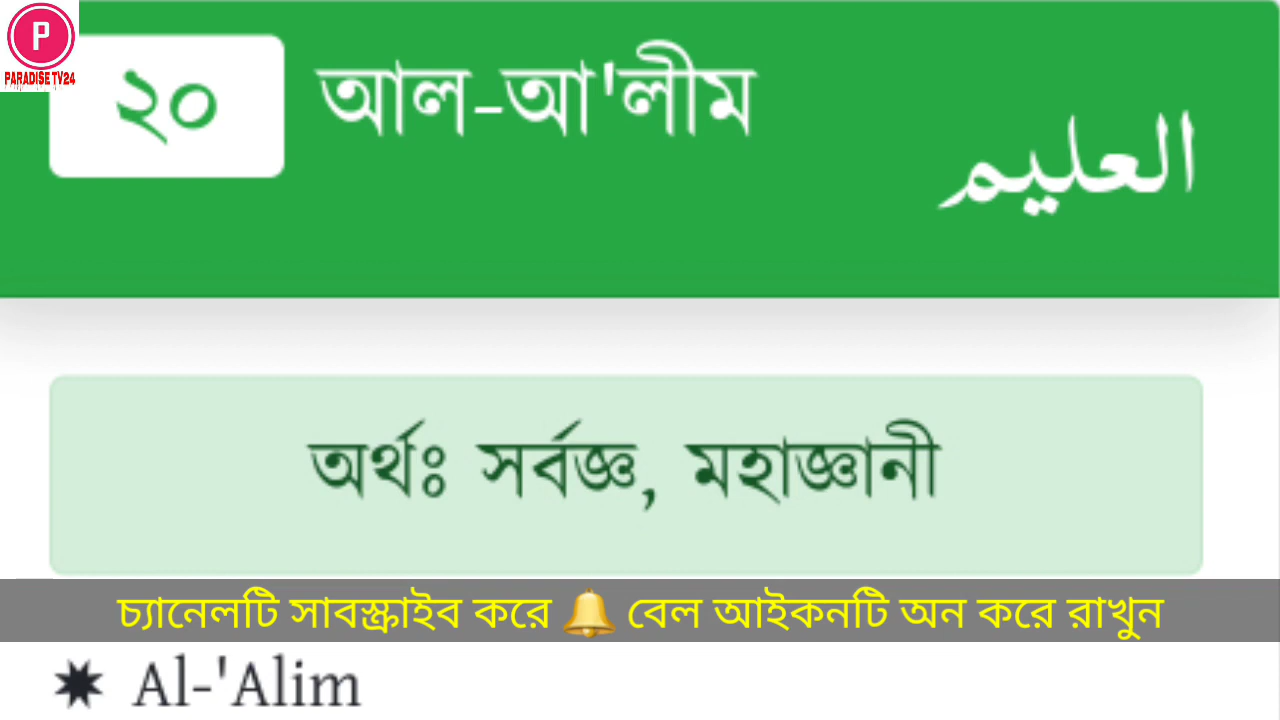 P
PARADISE TV24
২০
আল-আ'লীম
العليم
অর্থঃ সর্বজ্ঞ, মহাজ্ঞানী
চ্যানেলটি সাবস্ক্রাইব করে 🔔 বেল আইকনটি অন করে রাখুন
✸ Al-'Alim